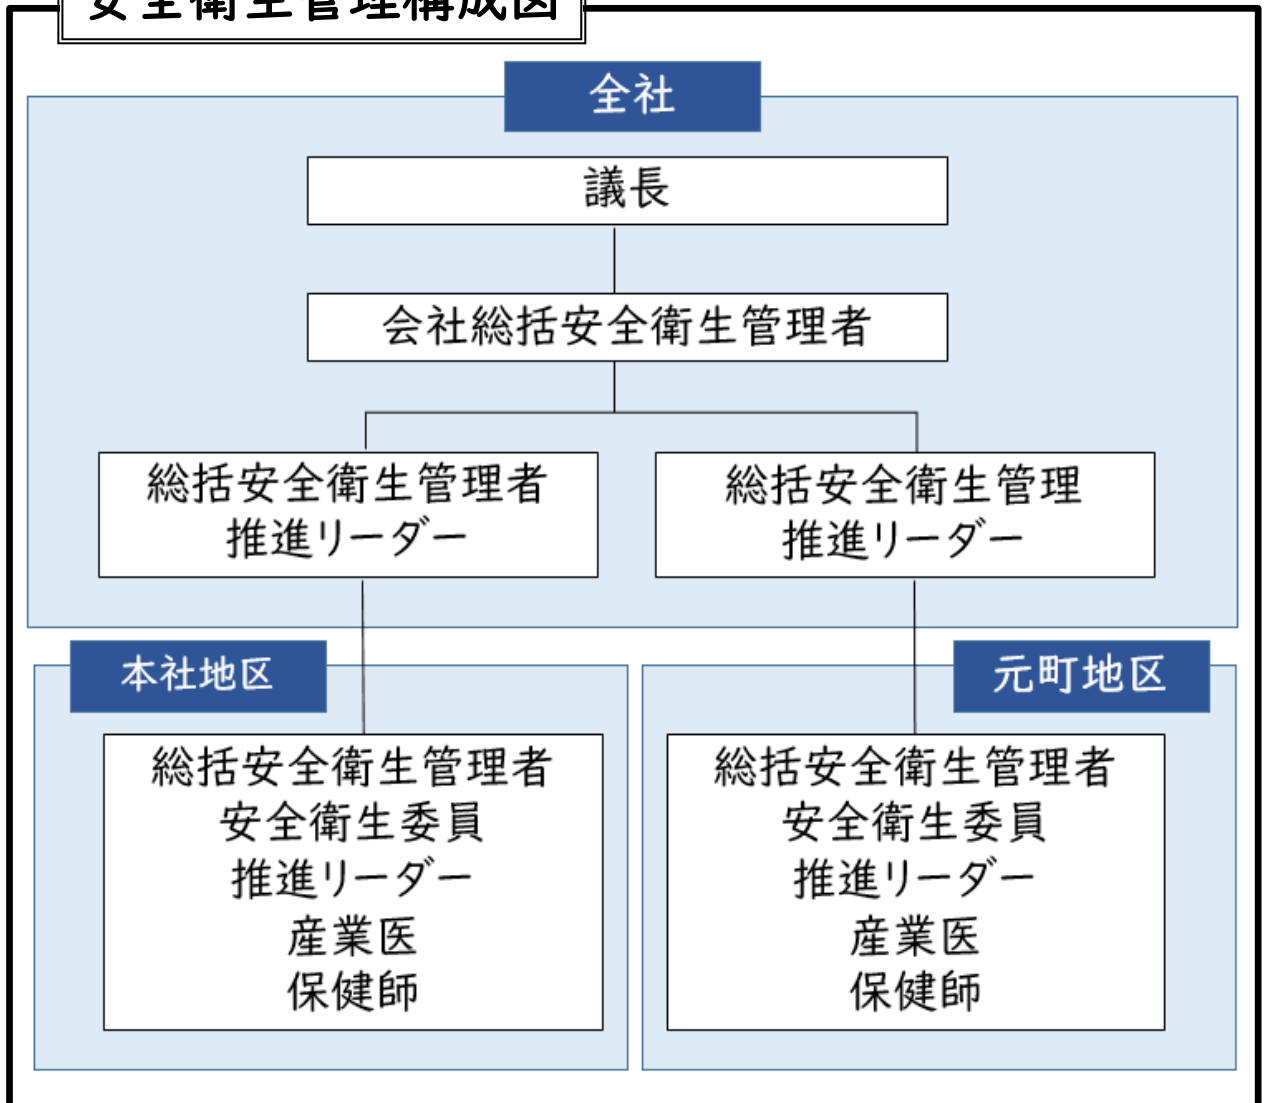 安全衛生管理構成図
全社
議長
会社総括安全衛生管理者
総括安全衛生管理者
推進リーダー
総括安全衛生管理
推進リーダー
本社地区
総括安全衛生管理者
安全衛生委員
推進リーダー
産業医
保健師
元町地区
総括安全衛生管理者
安全衛生委員
推進リーダー
産業医
保健師